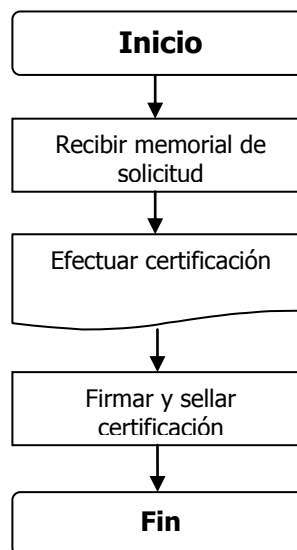 Inicio
Recibir memorial de
solicitud
Efectuar certificación
Firmar y sellar
certificación
Fin